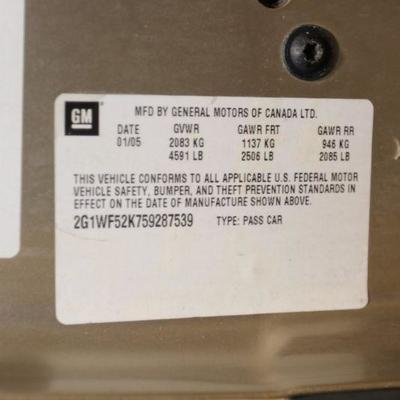 GM
MFD BY GENERAL MOTORS OF CANADA LTD.
DATE GVWR GAWR FRT GAWR RR
01/05 2083 KG 1137 KG 946 KG
4591 LB 2506 LB 2085 LB
THIS VEHICLE CONFORMS TO ALL APPLICABLE U.S. FEDERAL MOTOR
VEHICLE SAFETY, BUMPER, AND THEFT PREVENTION STANDARDS IN
EFFECT ON THE DATE OF MANUFACTURE SHOWN ABOVE.
2G1WF52K759287539 TYPE: PASS CAR